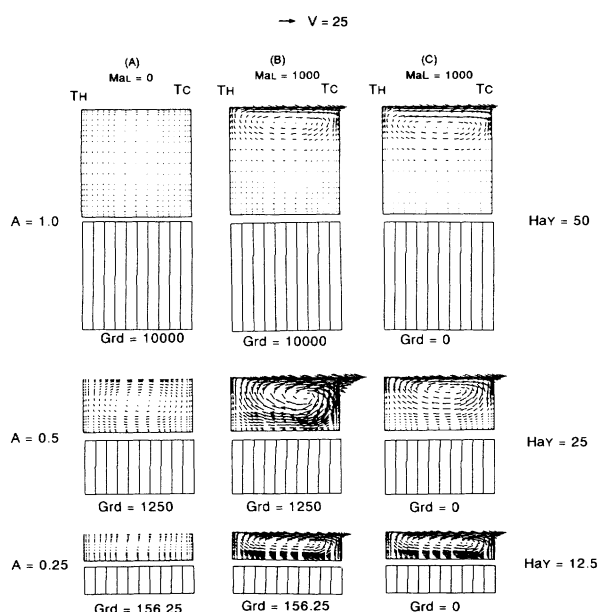 → V = 25
(A) (B) (C)
MaL = 0 MaL = 1000 MaL = 1000
TH TC TH TC TH TC
A = 1.0 HaY = 50
Grd = 10000 Grd = 10000 Grd = 0
A = 0.5 HaY = 25
Grd = 1250 Grd = 1250 Grd = 0
A = 0.25 HaY = 12.5
Grd = 156.25 Grd = 156.25 Grd = 0